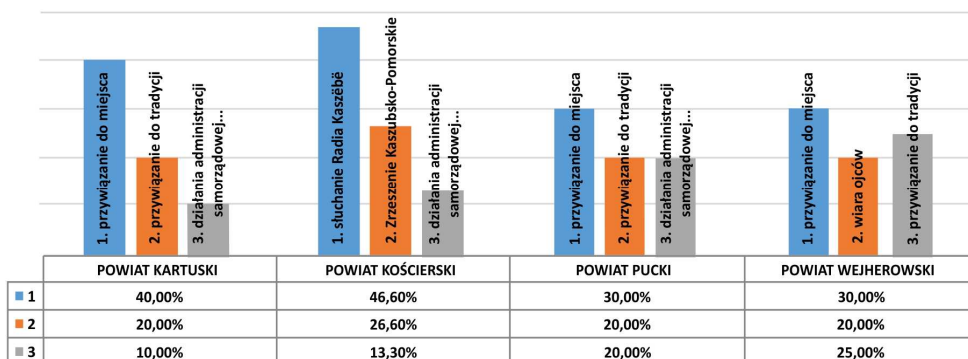 1. przywiązanie do miejsca
2. przywiązanie do tradycji
3. działania administracji
samorządowej...
1. słuchanie Radia Kaszëbë
2. Zrzeszenie Kaszubsko-Pomorskie
3. działania administracji
samorządowej...
1. przywiązanie do miejsca
2. przywiązanie do tradycji
3. działania administracji
samorządowej...
1. przywiązanie do miejsca
2. wiara ojców
3. przywiązanie do tradycji
POWIAT KARTUSKI POWIAT KOŚCIERSKI POWIAT PUCKI POWIAT WEJHEROWSKI
1 40,00% 46,60% 30,00% 30,00%
2 20,00% 26,60% 20,00% 20,00%
3 10,00% 13,30% 20,00% 25,00%